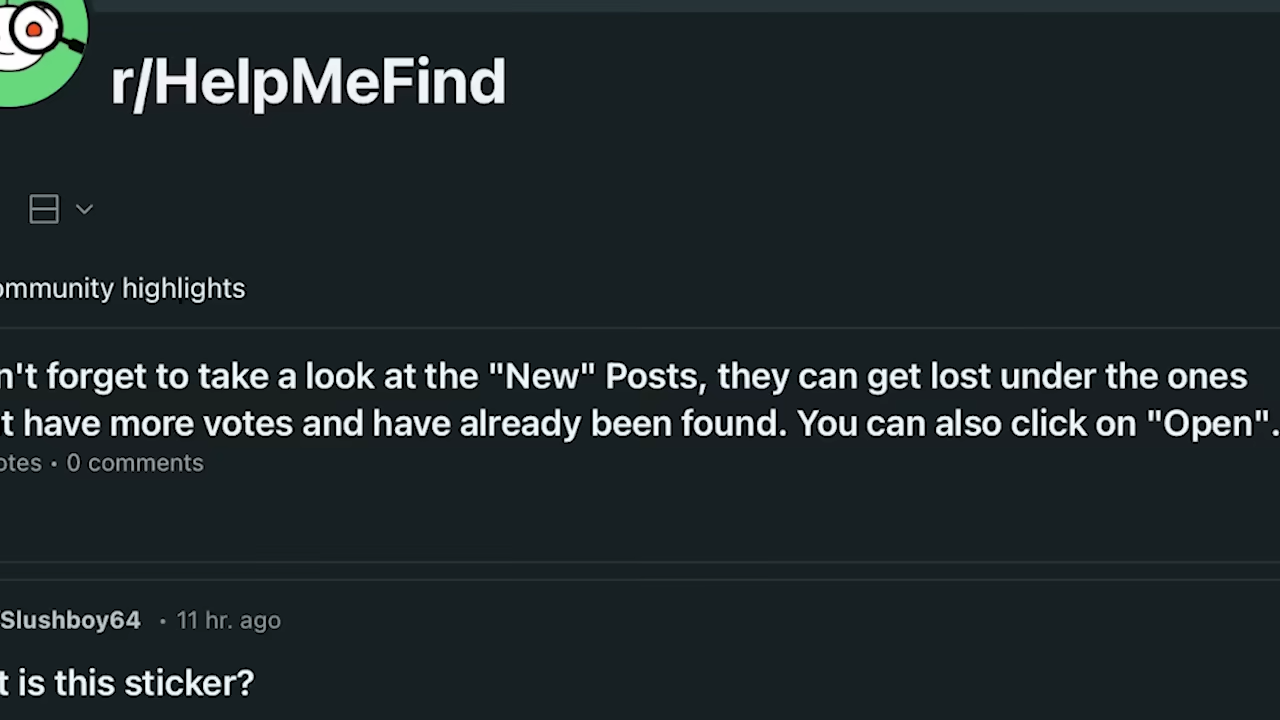 r/HelpMeFind
ommunity highlights
n't forget to take a look at the "New" Posts, they can get lost under the ones
t have more votes and have already been found. You can also click on "Open".
otes • 0 comments
Slushboy64 • 11 hr. ago
t is this sticker?